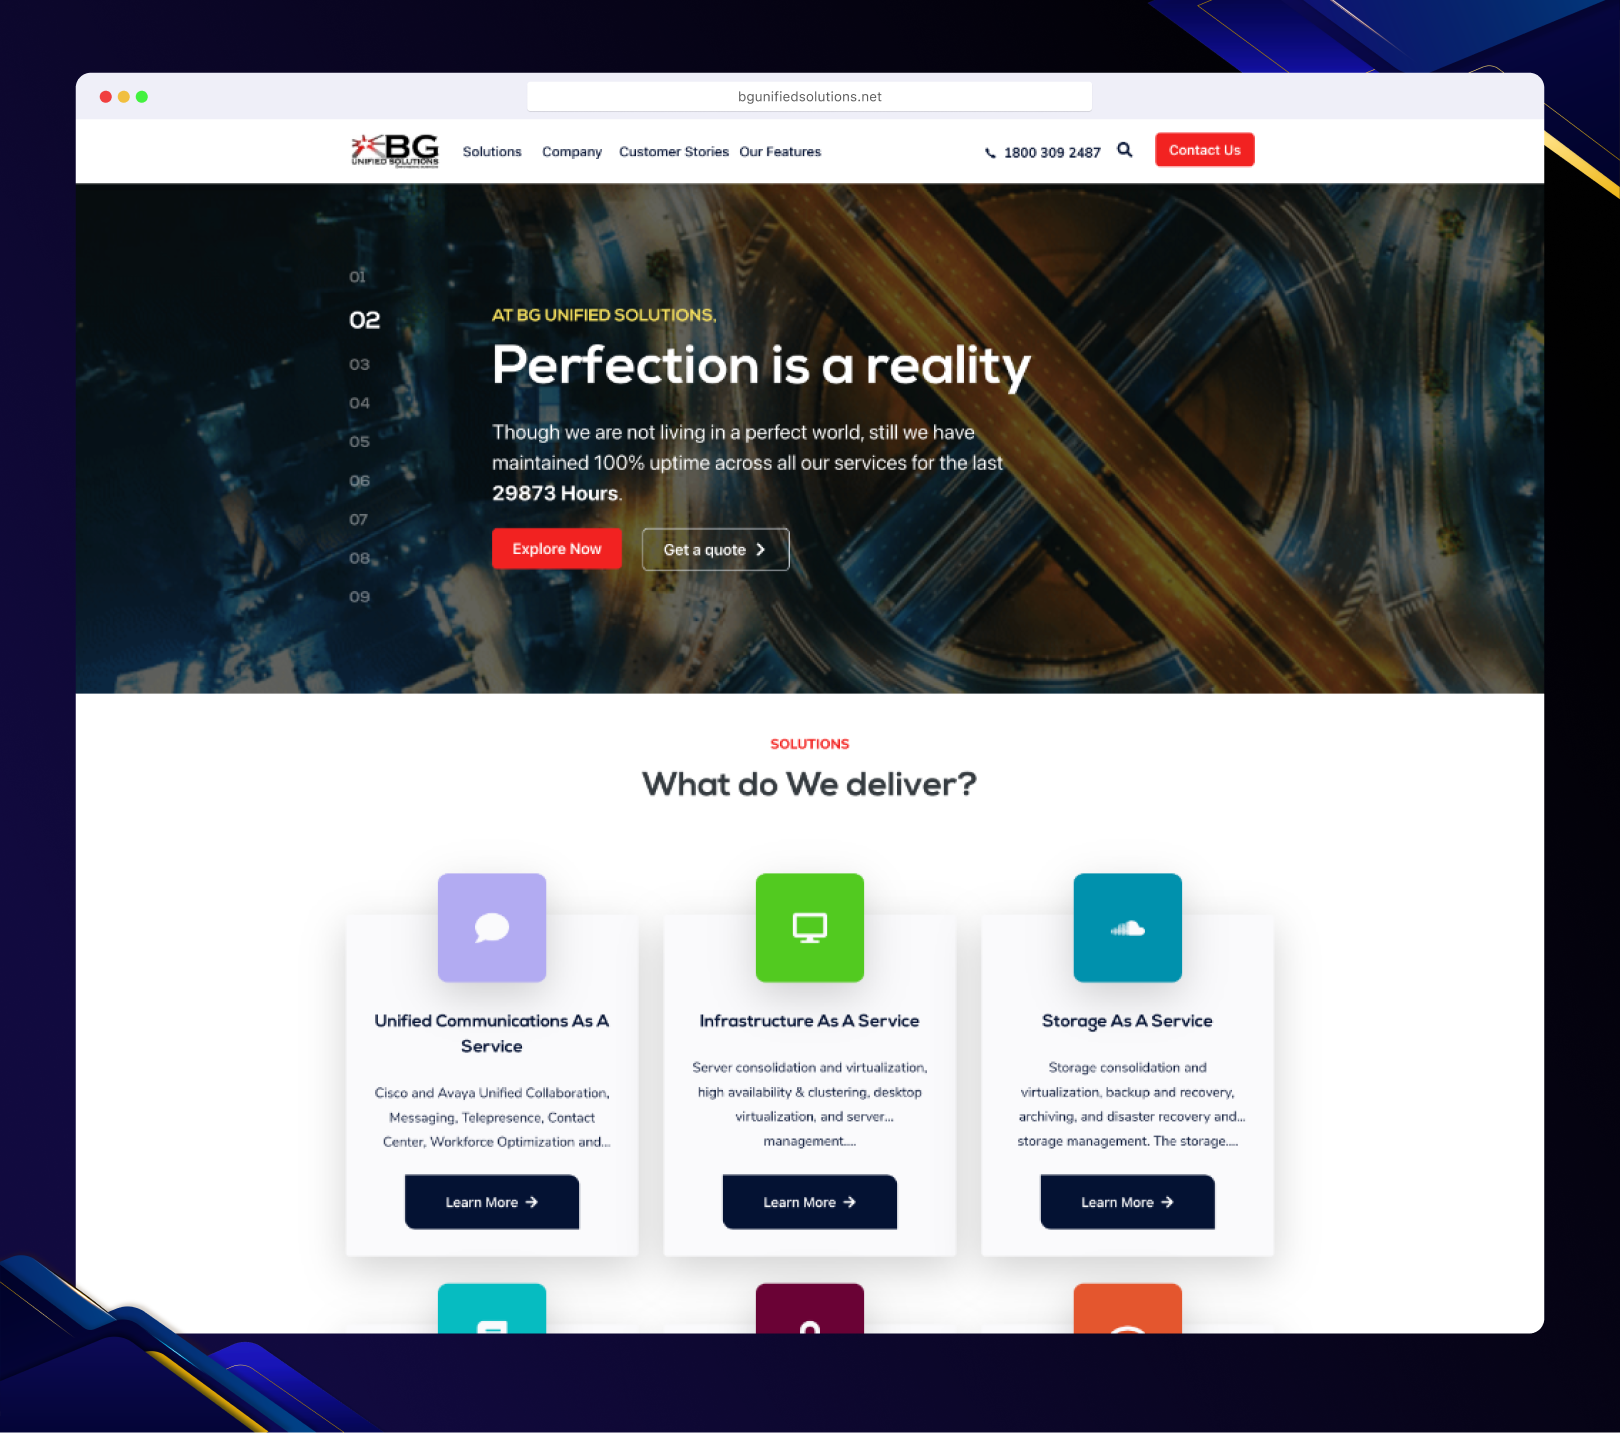 bgunifiedsolutions.net
BG
UNIFIED SOLUTIONS
Solutions Company Customer Stories Our Features 1800 309 2487 Contact Us
01
02
03
04
05
06
07
08
09
AT BG UNIFIED SOLUTIONS,
Perfection is a reality
Though we are not living in a perfect world, still we have
maintained 100% uptime across all our services for the last
29873 Hours.
Explore Now Get a quote
SOLUTIONS
What do We deliver?
Unified Communications As A
Service
Cisco and Avaya Unified Collaboration,
Messaging, Telepresence, Contact
Center, Workforce Optimization and...
Learn More
Infrastructure As A Service
Server consolidation and virtualization,
high availability & clustering, desktop
virtualization, and server...
management....
Learn More
Storage As A Service
Storage consolidation and
virtualization, backup and recovery,
archiving, and disaster recovery and...
storage management. The storage....
Learn More